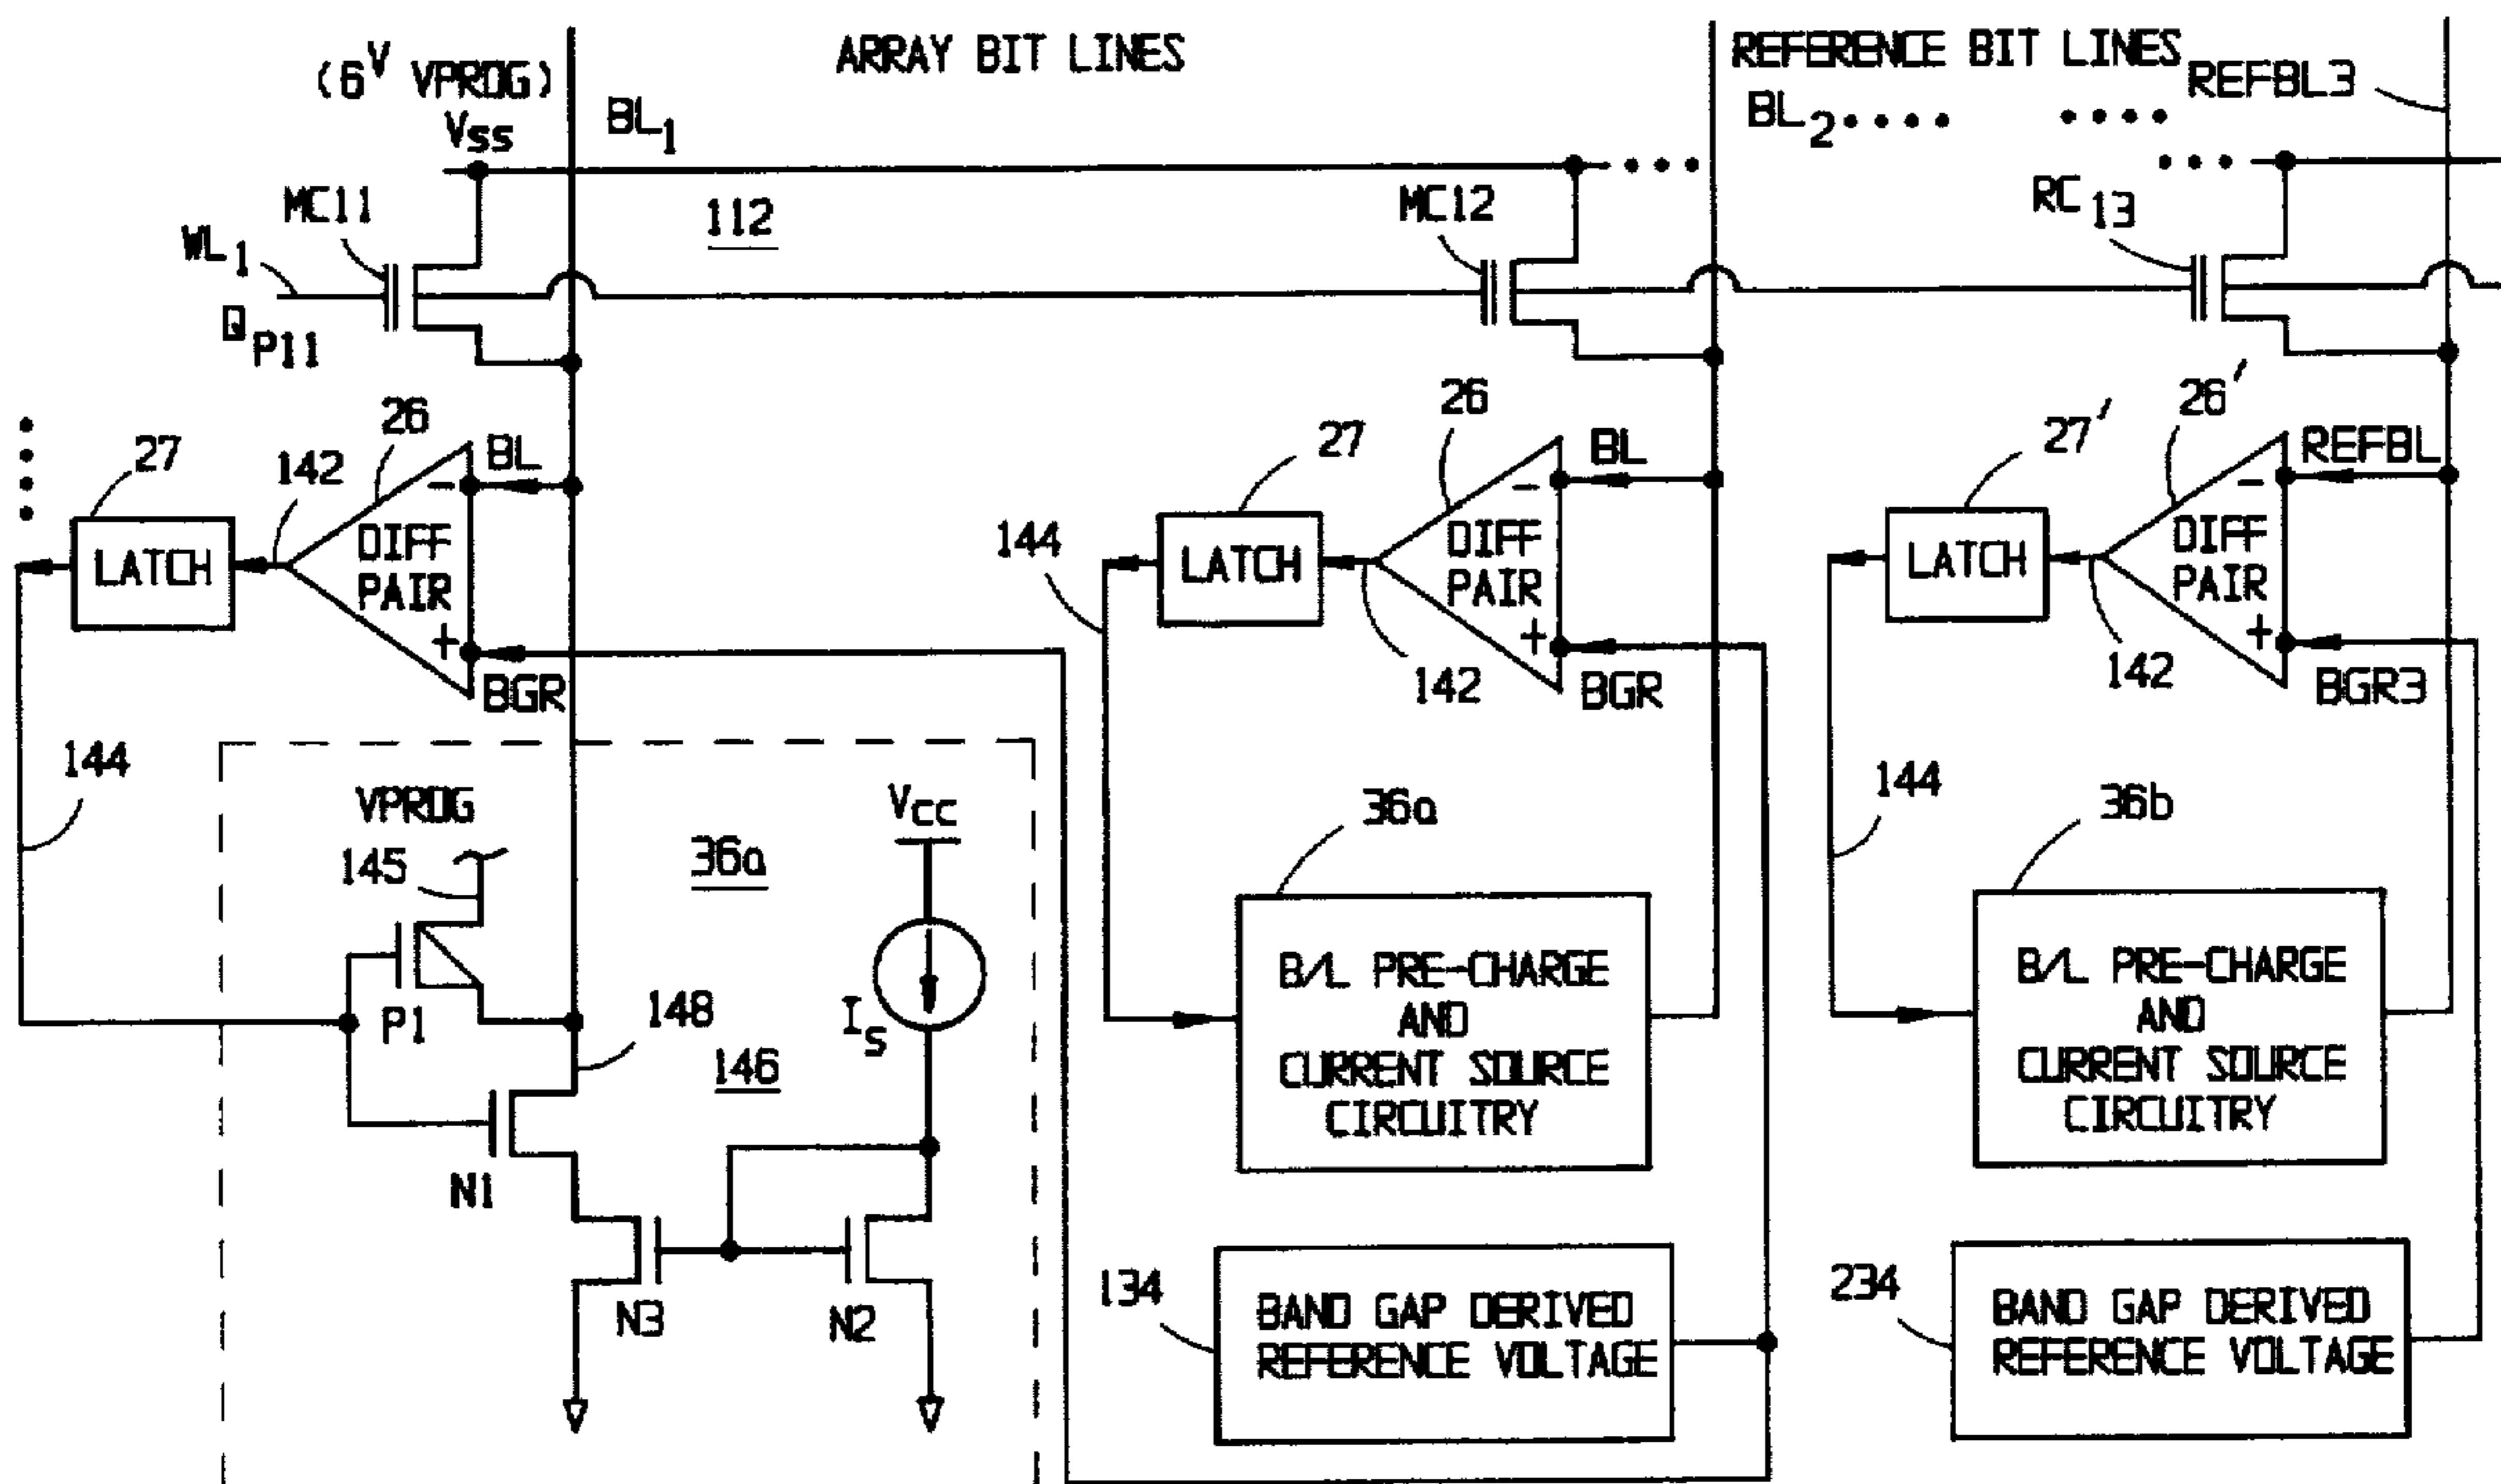 (6V VPROG)
VSS
ARRAY BIT LINES
REFERENCE BIT LINES
REFBL3
BL1
BL2 ••••
••••
••••
•••
MC11
112
MC12
RC13
WL1
QP11
26
26
26'
27
27
27'
142
BL
BL
REFBL
−
−
−
LATCH
DIFF
PAIR
144
LATCH
DIFF
PAIR
LATCH
DIFF
PAIR
+
+
+
BGR
142
BGR
142
BGR3
144
144
VPROG
VCC
36a
36a
36b
145
P1
148
IS
146
N1
N3
N2
B/L PRE-CHARGE
AND
CURRENT SOURCE
CIRCUITRY
B/L PRE-CHARGE
AND
CURRENT SOURCE
CIRCUITRY
134
BAND GAP DERIVED
REFERENCE VOLTAGE
234
BAND GAP DERIVED
REFERENCE VOLTAGE